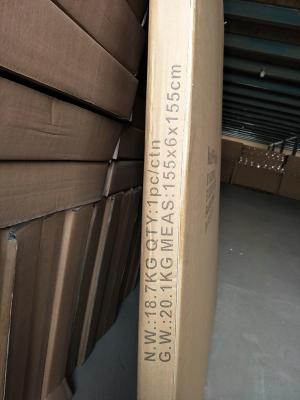 N.W.:18.7KG QTY:1pc/ctn
G.W.:20.1KG MEAS:155x6x155cm